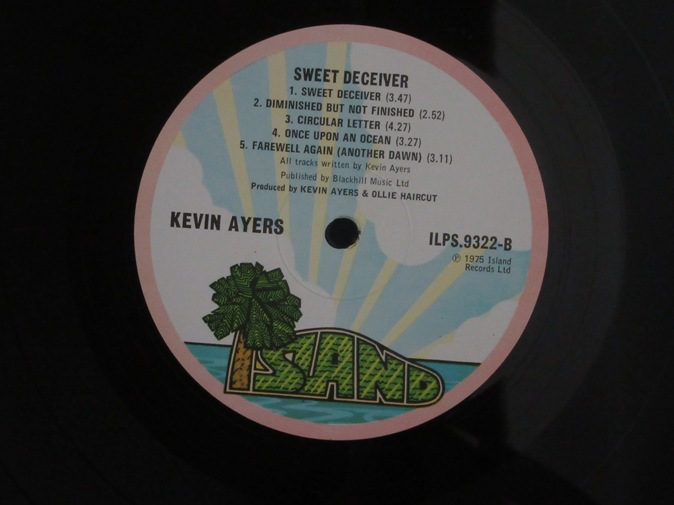 SWEET DECEIVER
1. SWEET DECEIVER (3.47)
2. DIMINISHED BUT NOT FINISHED (2.52)
3. CIRCULAR LETTER (4.27)
4. ONCE UPON AN OCEAN (3.27)
5. FAREWELL AGAIN (ANOTHER DAWN) (3.11)
All tracks written by Kevin Ayers
Published by Blackhill Music Ltd
Produced by KEVIN AYERS & OLLIE HAIRCUT
KEVIN AYERS
ILPS.9322-B
℗ 1975 Island
Records Ltd
ISLAND